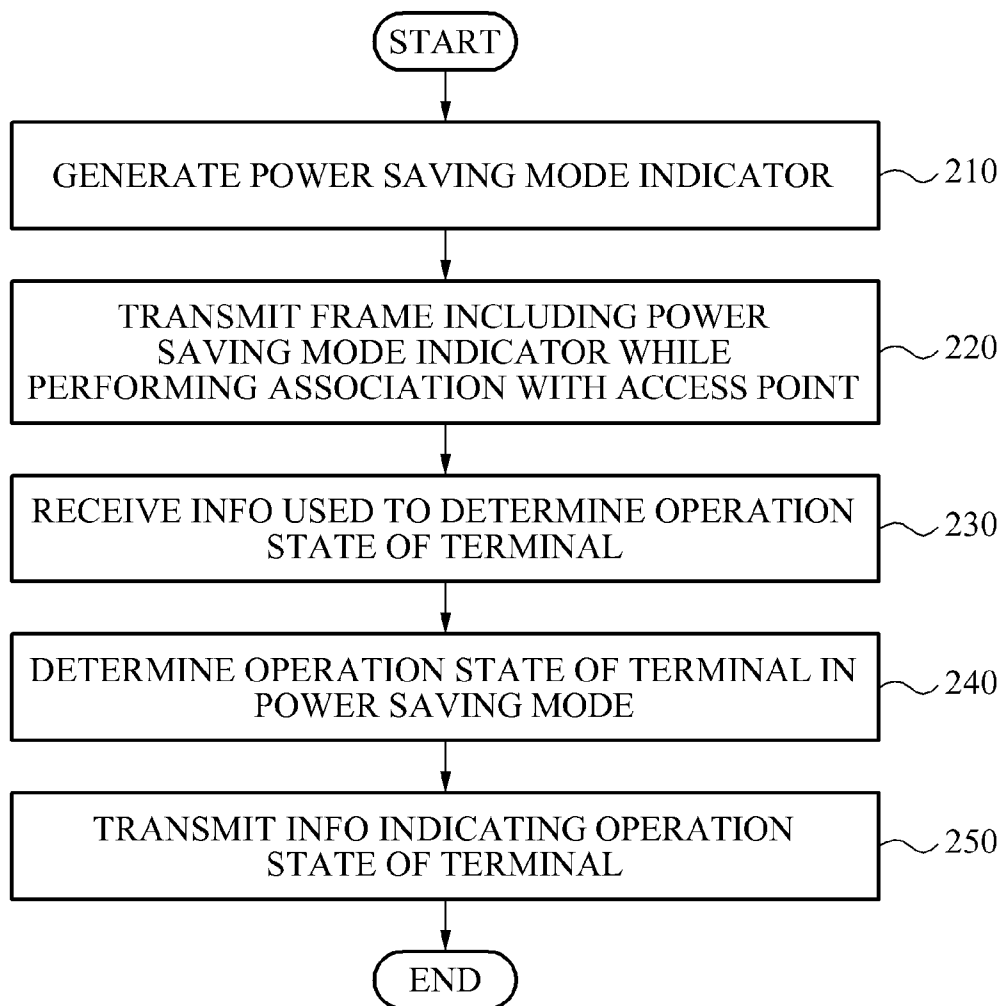 START
GENERATE POWER SAVING MODE INDICATOR
210
TRANSMIT FRAME INCLUDING POWER
SAVING MODE INDICATOR WHILE
PERFORMING ASSOCIATION WITH ACCESS POINT
220
RECEIVE INFO USED TO DETERMINE OPERATION
STATE OF TERMINAL
230
DETERMINE OPERATION STATE OF TERMINAL IN
POWER SAVING MODE
240
TRANSMIT INFO INDICATING OPERATION
STATE OF TERMINAL
250
END